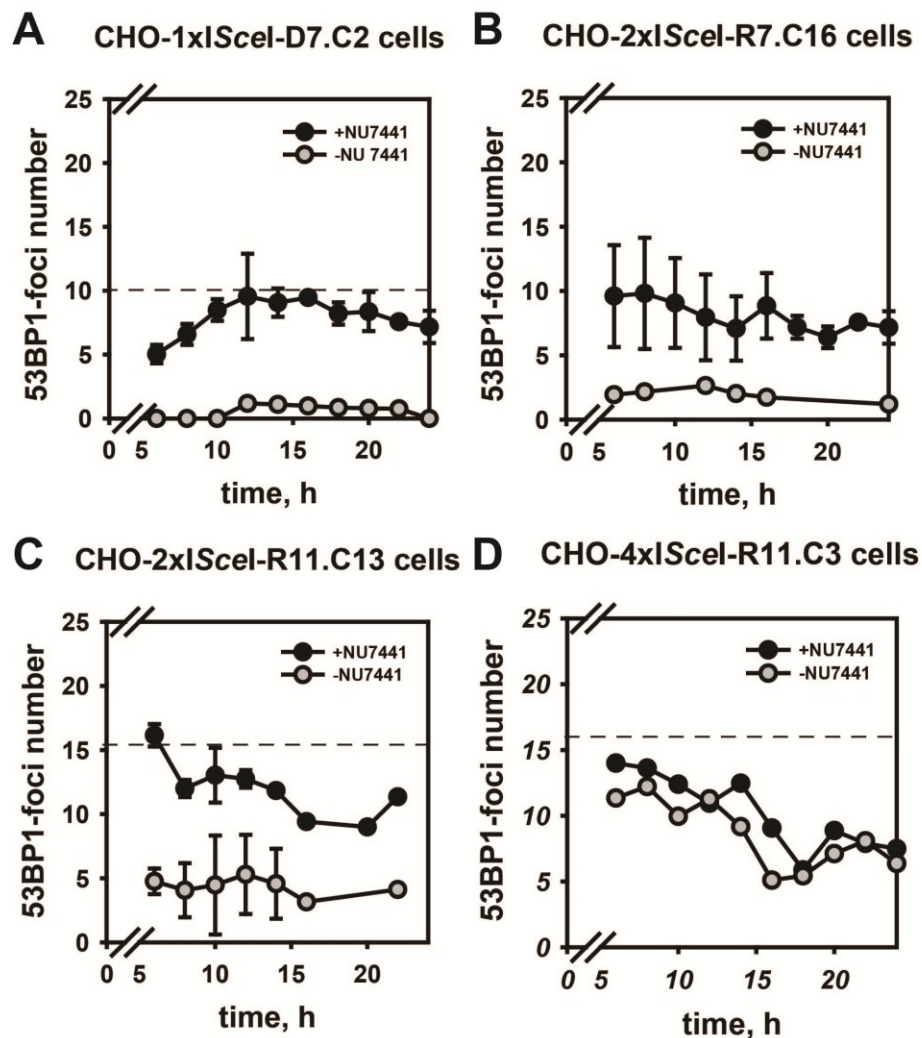 A CHO-1xISceI-D7.C2 cells
53BP1-foci number
25
20
15
10
5
0
+NU7441
-NU 7441
0 5 10 15 20
time, h
B CHO-2xISceI-R7.C16 cells
53BP1-foci number
25
20
15
10
5
0
+NU7441
-NU7441
0 5 10 15 20
time, h
C CHO-2xISceI-R11.C13 cells
53BP1-foci number
25
20
15
10
5
0
+NU7441
-NU7441
0 5 10 15 20
time, h
D CHO-4xISceI-R11.C3 cells
53BP1-foci number
25
20
15
10
5
0
+NU7441
-NU7441
0 5 10 15 20
time, h